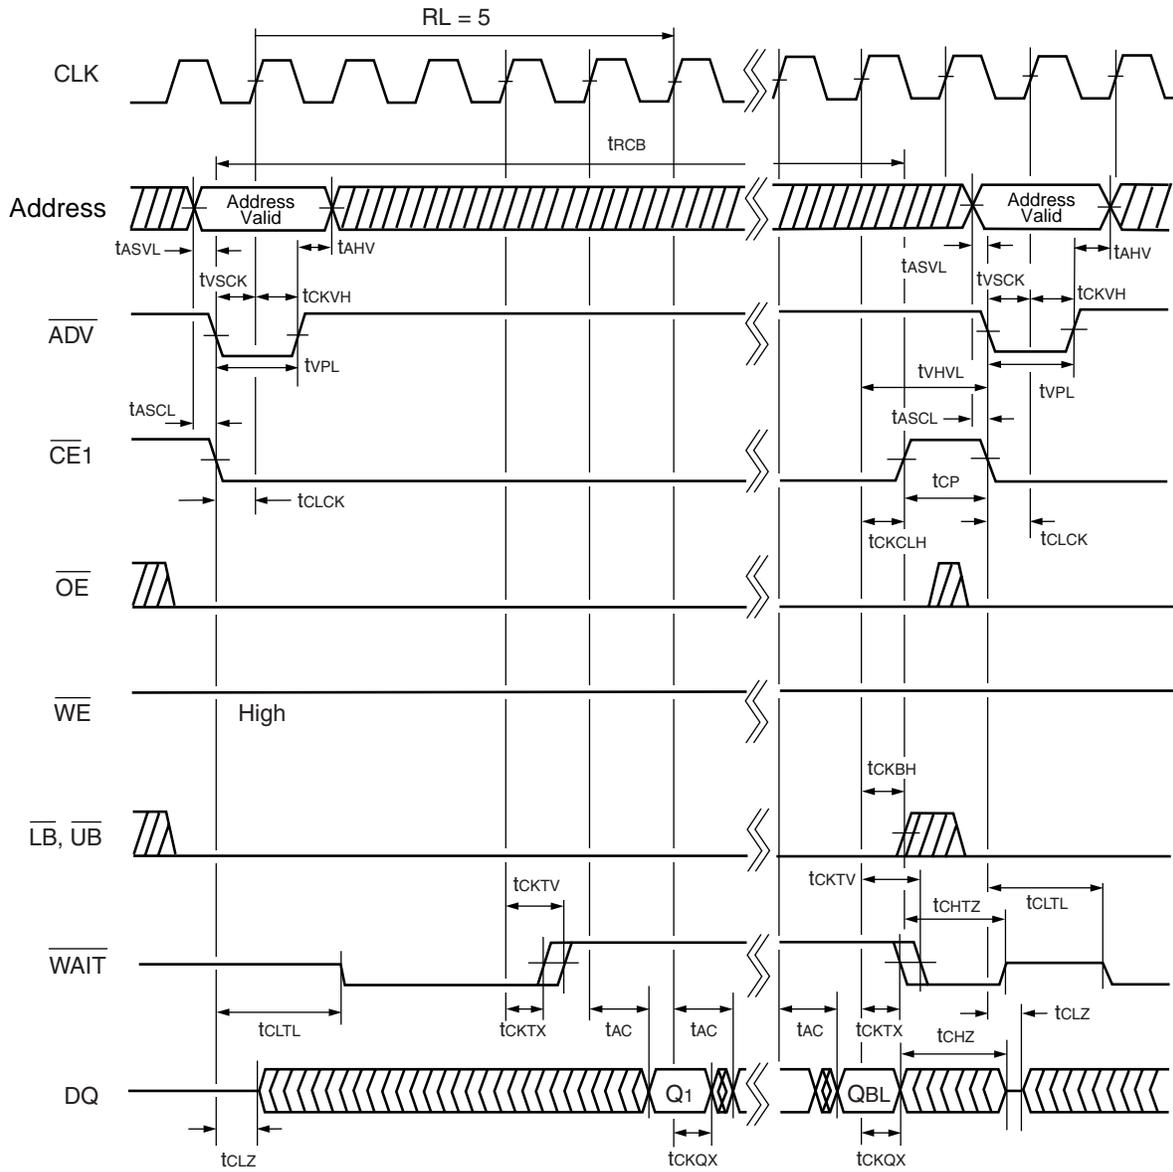 RL = 5
CLK
tRCB
Address
Address
Valid
Address
Valid
tASVL
tAHV
tASVL
tAHV
tVSCK
tCKVH
tVSCK
tCKVH
ADV
tVPL
tVHVL
tVPL
tASCL
tASCL
CE1
tCLCK
tCP
tCKCLH
tCLCK
OE
WE
High
tCKBH
LB, UB
tCKTV
tCKTV
tCHTZ
tCLTL
WAIT
tCLTL
tCKTX
tAC
tAC
tAC
tCKTX
tCHZ
tCLZ
DQ
Q1
QBL
tCLZ
tCKQX
tCKQX